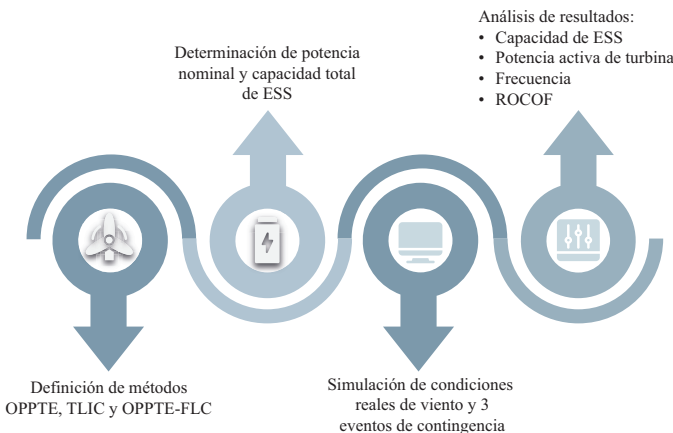 Definición de métodos
OPPTE, TLIC y OPPTE-FLC
Determinación de potencia
nominal y capacidad total
de ESS
Simulación de condiciones
reales de viento y 3
eventos de contingencia
Análisis de resultados:
• Capacidad de ESS
• Potencia activa de turbina
• Frecuencia
• ROCOF